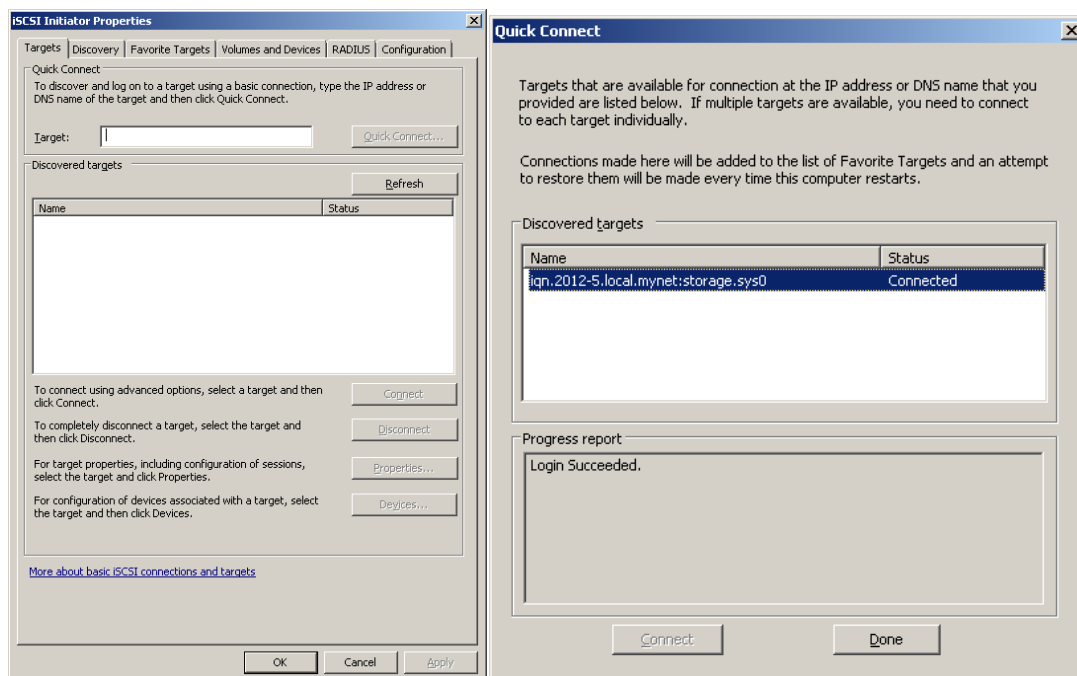 iSCSI Initiator Properties
Targets Discovery Favorite Targets Volumes and Devices RADIUS Configuration
Quick Connect
To discover and log on to a target using a basic connection, type the IP address or
DNS name of the target and then click Quick Connect.
Target:
Quick Connect...
Discovered targets
Refresh
Name Status
To connect using advanced options, select a target and then
click Connect.
Connect
To completely disconnect a target, select the target and
then click Disconnect.
Disconnect
For target properties, including configuration of sessions,
select the target and click Properties.
Properties...
For configuration of devices associated with a target, select
the target and then click Devices.
Devices...
More about basic iSCSI connections and targets
OK Cancel Apply
Quick Connect
Targets that are available for connection at the IP address or DNS name that you
provided are listed below. If multiple targets are available, you need to connect
to each target individually.
Connections made here will be added to the list of Favorite Targets and an attempt
to restore them will be made every time this computer restarts.
Discovered targets
Name Status
iqn.2012-5.local.mynet:storage.sys0 Connected
Progress report
Login Succeeded.
Connect Done